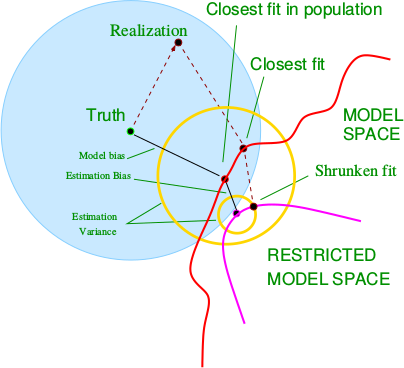 Closest fit in population
Realization
Closest fit
Truth
MODEL
SPACE
Model bias
Shrunken fit
Estimation Bias
Estimation
Variance
RESTRICTED
MODEL SPACE